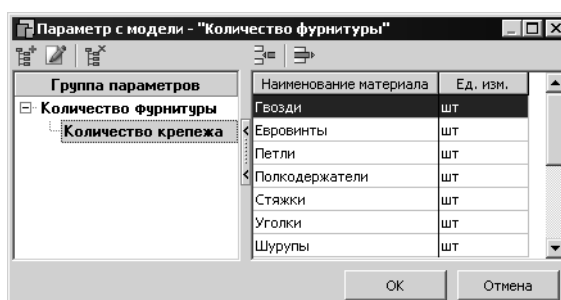 Параметр с модели - "Количество фурнитуры"
Группа параметров
Количество фурнитуры
Количество крепежа
Наименование материала Ед. изм.
Гвозди шт
Евровинты шт
Петли шт
Полкодержатели шт
Стяжки шт
Уголки шт
Шурупы шт
OK Отмена